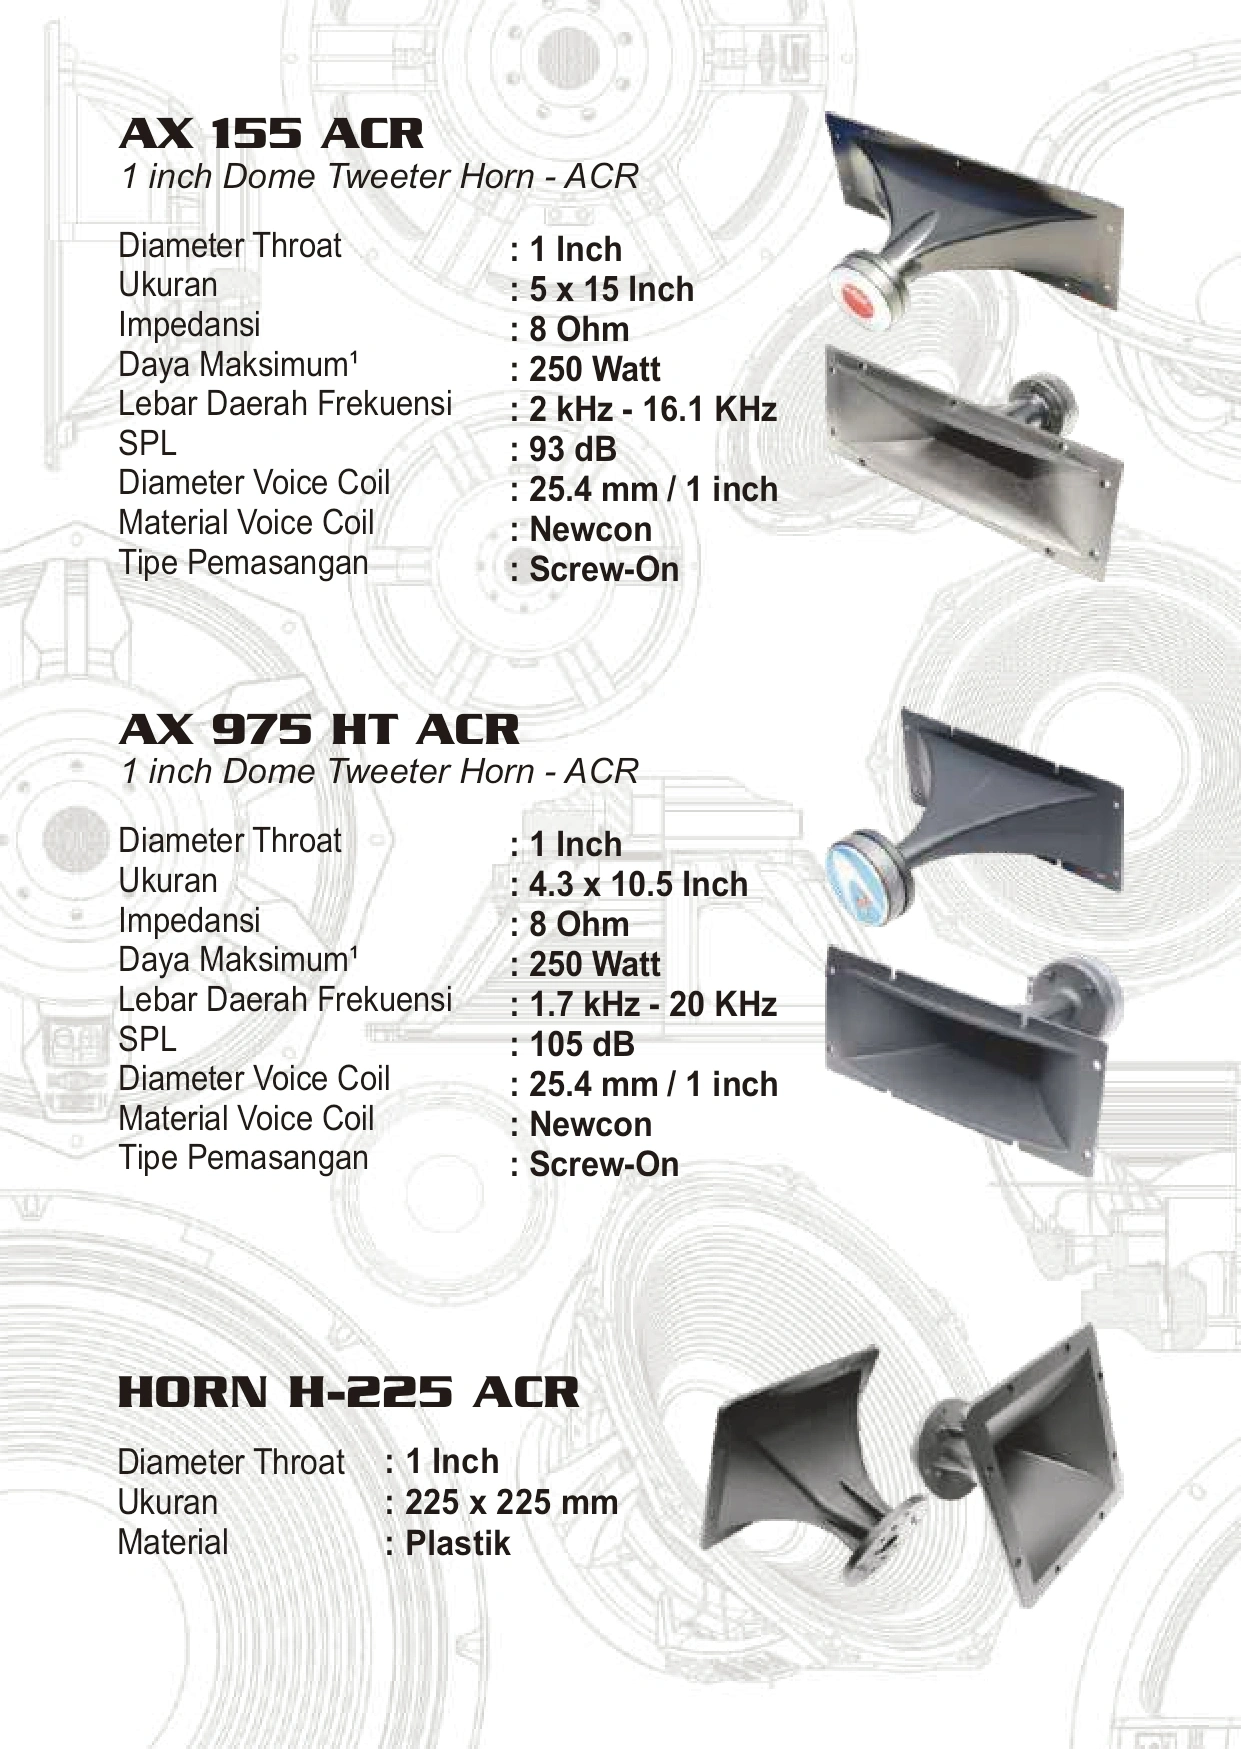 AX 155 ACR
1 inch Dome Tweeter Horn - ACR
Diameter Throat : 1 Inch
Ukuran : 5 x 15 Inch
Impedansi : 8 Ohm
Daya Maksimum¹ : 250 Watt
Lebar Daerah Frekuensi : 2 kHz - 16.1 KHz
SPL : 93 dB
Diameter Voice Coil : 25.4 mm / 1 inch
Material Voice Coil : Newcon
Tipe Pemasangan : Screw-On
AX 975 HT ACR
1 inch Dome Tweeter Horn - ACR
Diameter Throat : 1 Inch
Ukuran : 4.3 x 10.5 Inch
Impedansi : 8 Ohm
Daya Maksimum¹ : 250 Watt
Lebar Daerah Frekuensi : 1.7 kHz - 20 KHz
SPL : 105 dB
Diameter Voice Coil : 25.4 mm / 1 inch
Material Voice Coil : Newcon
Tipe Pemasangan : Screw-On
HORN H-225 ACR
Diameter Throat : 1 Inch
Ukuran : 225 x 225 mm
Material : Plastik